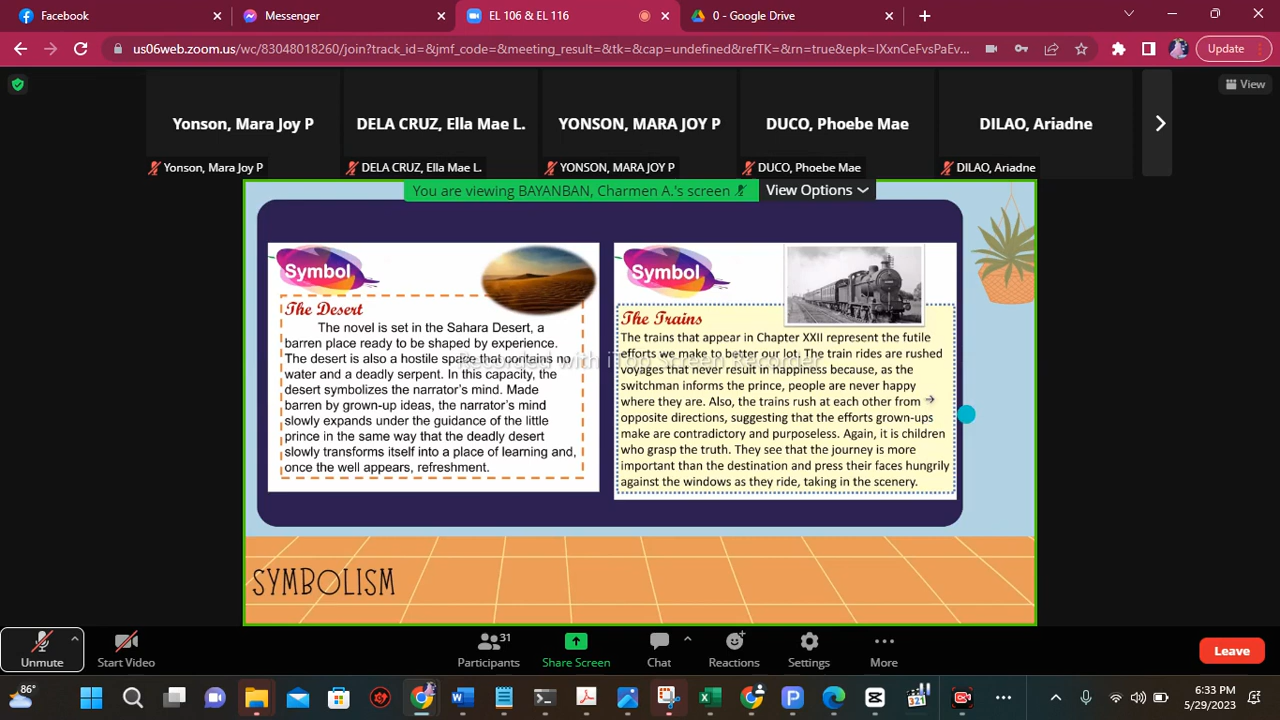 Facebook
Messenger
EL 106 & EL 116
0 - Google Drive
us06web.zoom.us/wc/83048018260/join?track_id=&jmf_code=&meeting_result=&tk=&cap=undefined&refTK=&rn=true&epk=IXxnCeFvsPaEv...
Update
View
Yonson, Mara Joy P
DELA CRUZ, Ella Mae L.
YONSON, MARA JOY P
DUCO, Phoebe Mae
DILAO, Ariadne
Yonson, Mara Joy P
DELA CRUZ, Ella Mae L.
YONSON, MARA JOY P
DUCO, Phoebe Mae
DILAO, Ariadne
You are viewing BAYANBAN, Charmen A.'s screen
View Options
Symbol
The Desert
The novel is set in the Sahara Desert, a
barren place ready to be shaped by experience.
The desert is also a hostile space that contains no
water and a deadly serpent. In this capacity, the
desert symbolizes the narrator's mind. Made
barren by grown-up ideas, the narrator's mind
slowly expands under the guidance of the little
prince in the same way that the deadly desert
slowly transforms itself into a place of learning and,
once the well appears, refreshment.
Symbol
The Trains
The trains that appear in Chapter XXII represent the futile
efforts we make to better our lot. The train rides are rushed
voyages that never result in happiness because, as the
switchman informs the prince, people are never happy
where they are. Also, the trains rush at each other from
opposite directions, suggesting that the efforts grown-ups
make are contradictory and purposeless. Again, it is children
who grasp the truth. They see that the journey is more
important than the destination and press their faces hungrily
against the windows as they ride, taking in the scenery.
Recorded with iTop Screen Recorder
SYMBOLISM
Unmute
Start Video
31
Participants
Share Screen
Chat
Reactions
Settings
More
Leave
86°
321
6:33 PM
5/29/2023